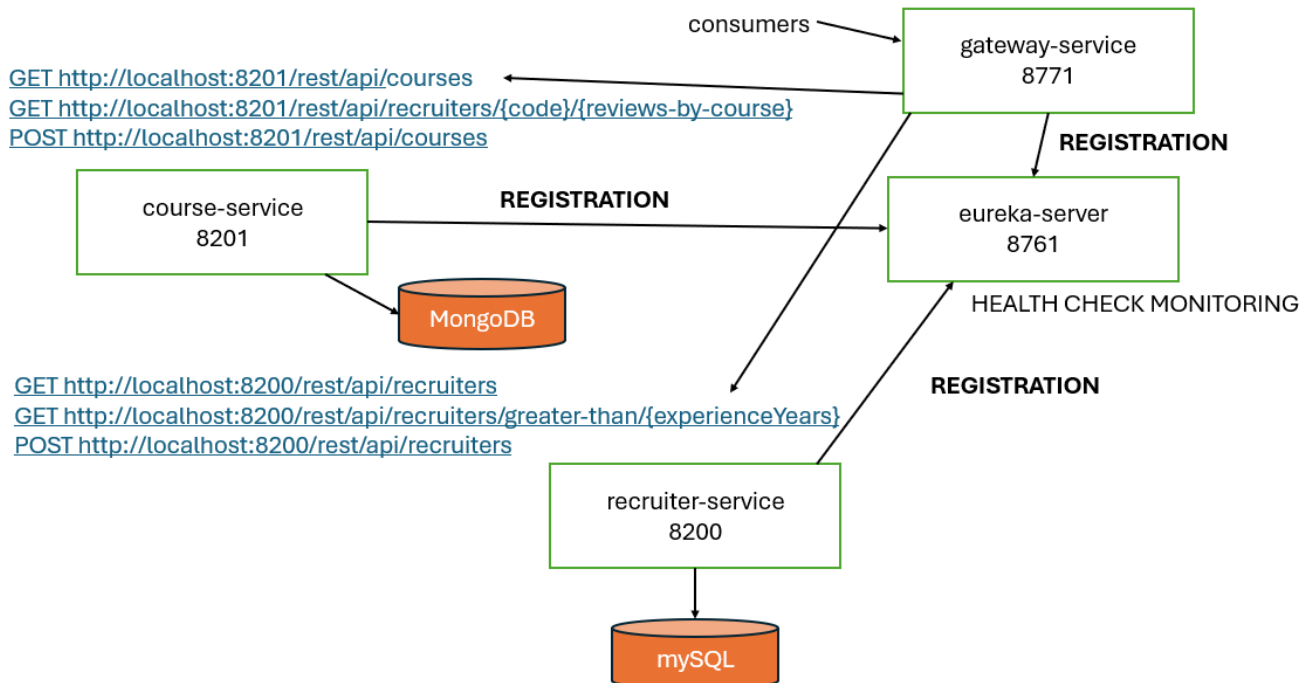 consumers
gateway-service
8771
GET http://localhost:8201/rest/api/courses
GET http://localhost:8201/rest/api/recruiters/{code}/{reviews-by-course}
POST http://localhost:8201/rest/api/courses
REGISTRATION
course-service
8201
REGISTRATION
eureka-server
8761
MongoDB
HEALTH CHECK MONITORING
GET http://localhost:8200/rest/api/recruiters
GET http://localhost:8200/rest/api/recruiters/greater-than/{experienceYears}
POST http://localhost:8200/rest/api/recruiters
REGISTRATION
recruiter-service
8200
mySQL